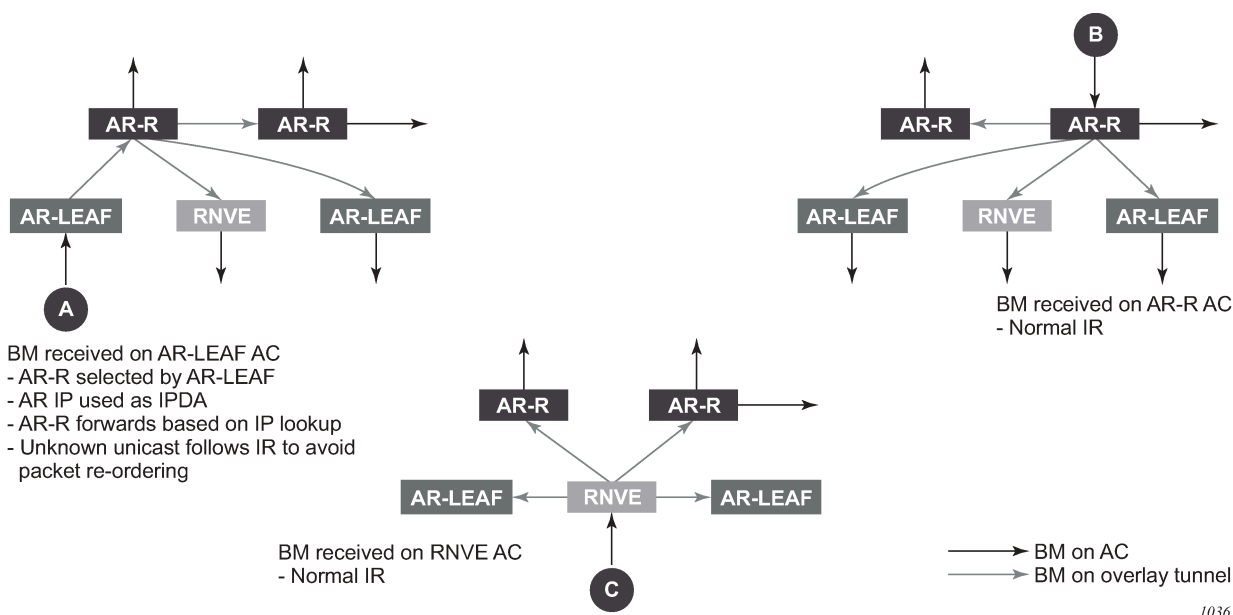 AR-R
AR-R
AR-LEAF
RNVE
AR-LEAF
A
BM received on AR-LEAF AC
- AR-R selected by AR-LEAF
- AR IP used as IPDA
- AR-R forwards based on IP lookup
- Unknown unicast follows IR to avoid
packet re-ordering
B
AR-R
AR-R
AR-LEAF
RNVE
AR-LEAF
BM received on AR-R AC
- Normal IR
AR-R
AR-R
AR-LEAF
RNVE
AR-LEAF
BM received on RNVE AC
- Normal IR
C
BM on AC
BM on overlay tunnel
1036